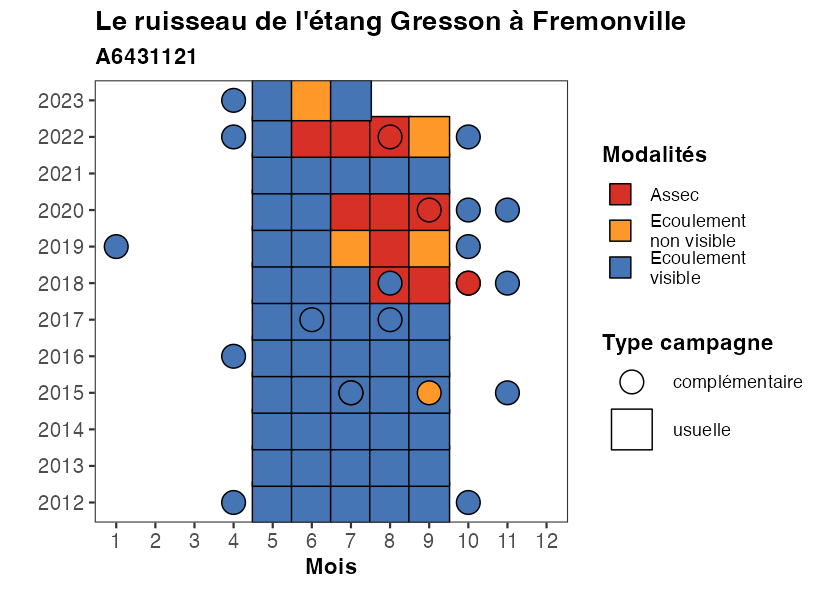 Le ruisseau de l'étang Gresson à Fremonville
A6431121
2023
2022
2021
2020
2019
2018
2017
2016
2015
2014
2013
2012
1 2 3 4 5 6 7 8 9 10 11 12
Mois
Modalités
Assec
Ecoulement
non visible
Ecoulement
visible
Type campagne
complémentaire
usuelle